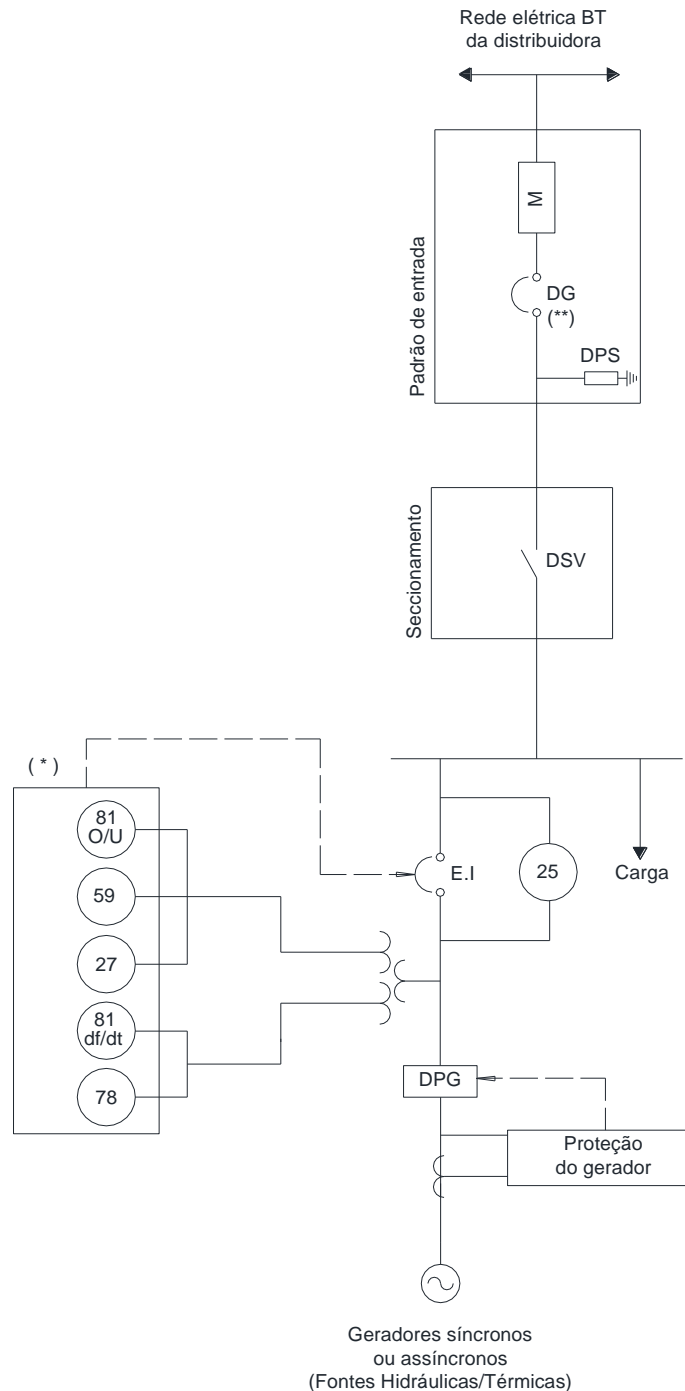 Rede elétrica BT
da distribuidora
Padrão de entrada
M
DG
(**)
DPS
Seccionamento
DSV
( * )
81
O/U
59
27
81
df/dt
78
E.I
25
Carga
DPG
Proteção
do gerador
Geradores síncronos
ou assíncronos
(Fontes Hidráulicas/Térmicas)